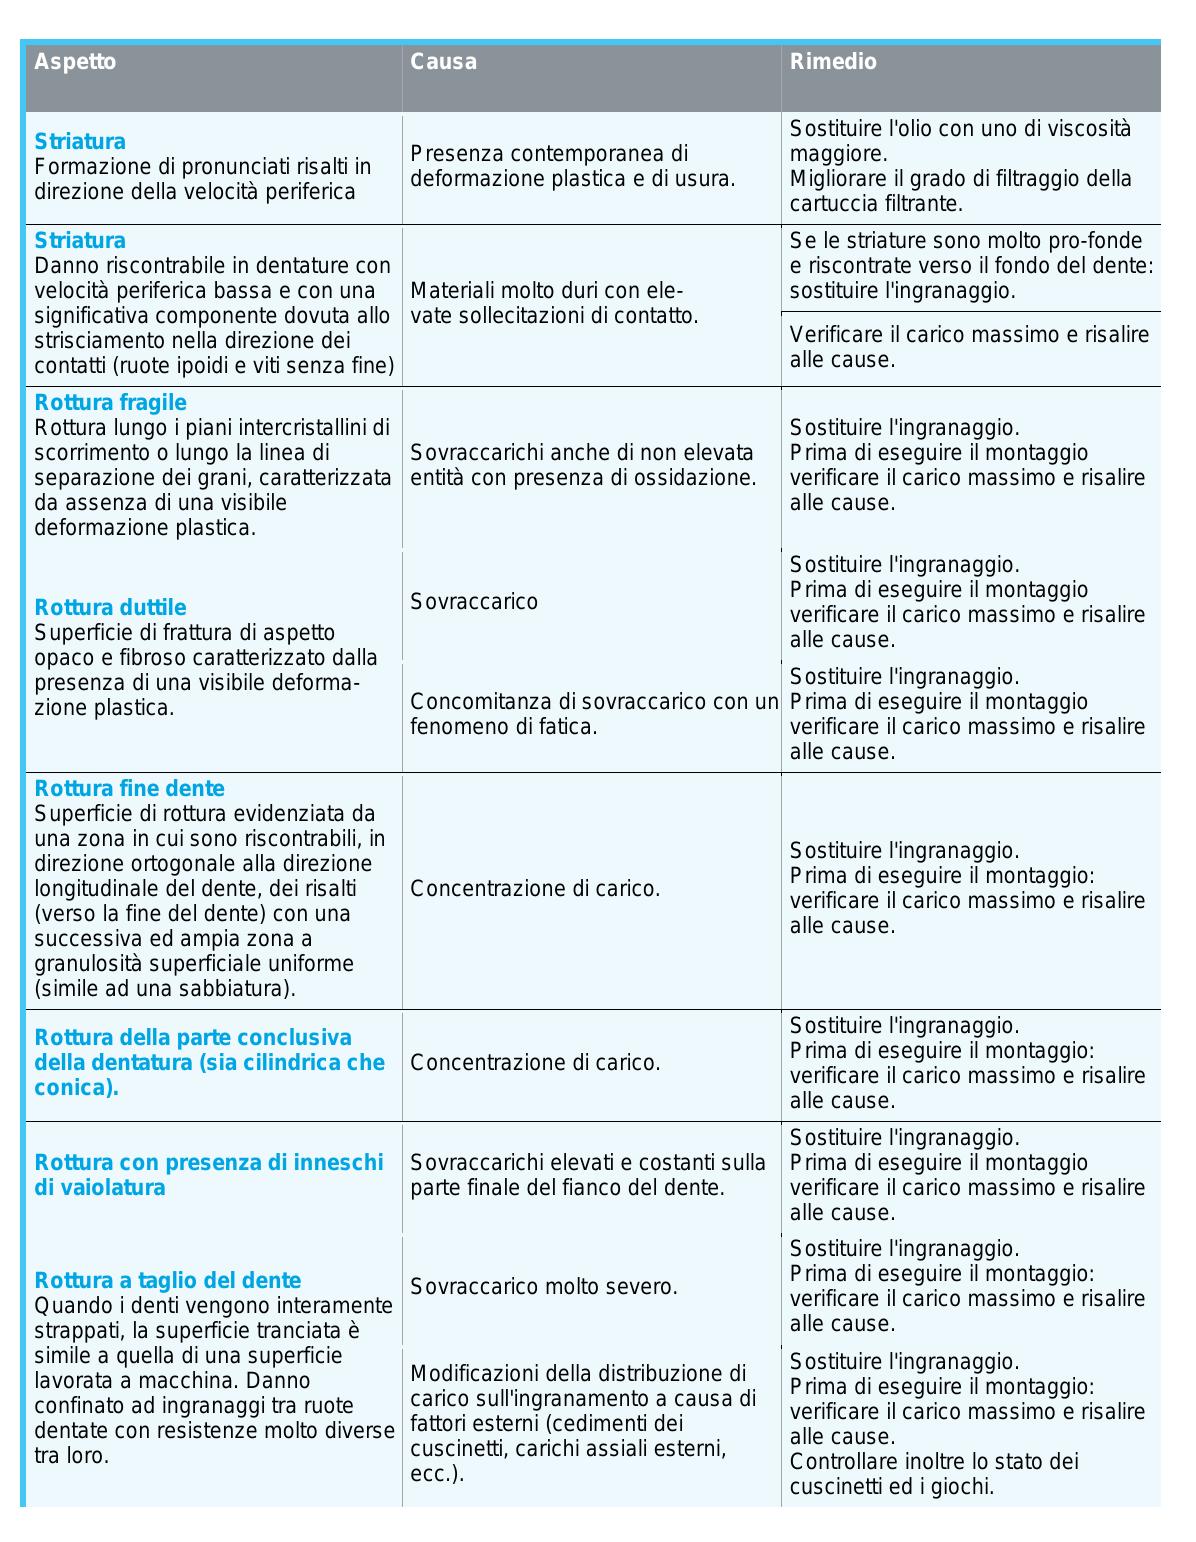 Aspetto
Causa
Rimedio
Striatura
Formazione di pronunciati risalti in
direzione della velocità periferica
Presenza contemporanea di
deformazione plastica e di usura.
Sostituire l'olio con uno di viscosità
maggiore.
Migliorare il grado di filtraggio della
cartuccia filtrante.
Striatura
Danno riscontrabile in dentature con
velocità periferica bassa e con una
significativa componente dovuta allo
strisciamento nella direzione dei
contatti (ruote ipoidi e viti senza fine)
Materiali molto duri con ele-
vate sollecitazioni di contatto.
Se le striature sono molto pro-fonde
e riscontrate verso il fondo del dente:
sostituire l'ingranaggio.
Verificare il carico massimo e risalire
alle cause.
Rottura fragile
Rottura lungo i piani intercristallini di
scorrimento o lungo la linea di
separazione dei grani, caratterizzata
da assenza di una visibile
deformazione plastica.
Sovraccarichi anche di non elevata
entità con presenza di ossidazione.
Sostituire l'ingranaggio.
Prima di eseguire il montaggio
verificare il carico massimo e risalire
alle cause.
Rottura duttile
Superficie di frattura di aspetto
opaco e fibroso caratterizzato dalla
presenza di una visibile deforma-
zione plastica.
Sovraccarico
Sostituire l'ingranaggio.
Prima di eseguire il montaggio
verificare il carico massimo e risalire
alle cause.
Concomitanza di sovraccarico con un
fenomeno di fatica.
Sostituire l'ingranaggio.
Prima di eseguire il montaggio
verificare il carico massimo e risalire
alle cause.
Rottura fine dente
Superficie di rottura evidenziata da
una zona in cui sono riscontrabili, in
direzione ortogonale alla direzione
longitudinale del dente, dei risalti
(verso la fine del dente) con una
successiva ed ampia zona a
granulosità superficiale uniforme
(simile ad una sabbiatura).
Concentrazione di carico.
Sostituire l'ingranaggio.
Prima di eseguire il montaggio:
verificare il carico massimo e risalire
alle cause.
Rottura della parte conclusiva
della dentatura (sia cilindrica che
conica).
Concentrazione di carico.
Sostituire l'ingranaggio.
Prima di eseguire il montaggio:
verificare il carico massimo e risalire
alle cause.
Rottura con presenza di inneschi
di vaiolatura
Sovraccarichi elevati e costanti sulla
parte finale del fianco del dente.
Sostituire l'ingranaggio.
Prima di eseguire il montaggio
verificare il carico massimo e risalire
alle cause.
Rottura a taglio del dente
Quando i denti vengono interamente
strappati, la superficie tranciata è
simile a quella di una superficie
lavorata a macchina. Danno
confinato ad ingranaggi tra ruote
dentate con resistenze molto diverse
tra loro.
Sovraccarico molto severo.
Sostituire l'ingranaggio.
Prima di eseguire il montaggio:
verificare il carico massimo e risalire
alle cause.
Modificazioni della distribuzione di
carico sull'ingranamento a causa di
fattori esterni (cedimenti dei
cuscinetti, carichi assiali esterni,
ecc.).
Sostituire l'ingranaggio.
Prima di eseguire il montaggio:
verificare il carico massimo e risalire
alle cause.
Controllare inoltre lo stato dei
cuscinetti ed i giochi.